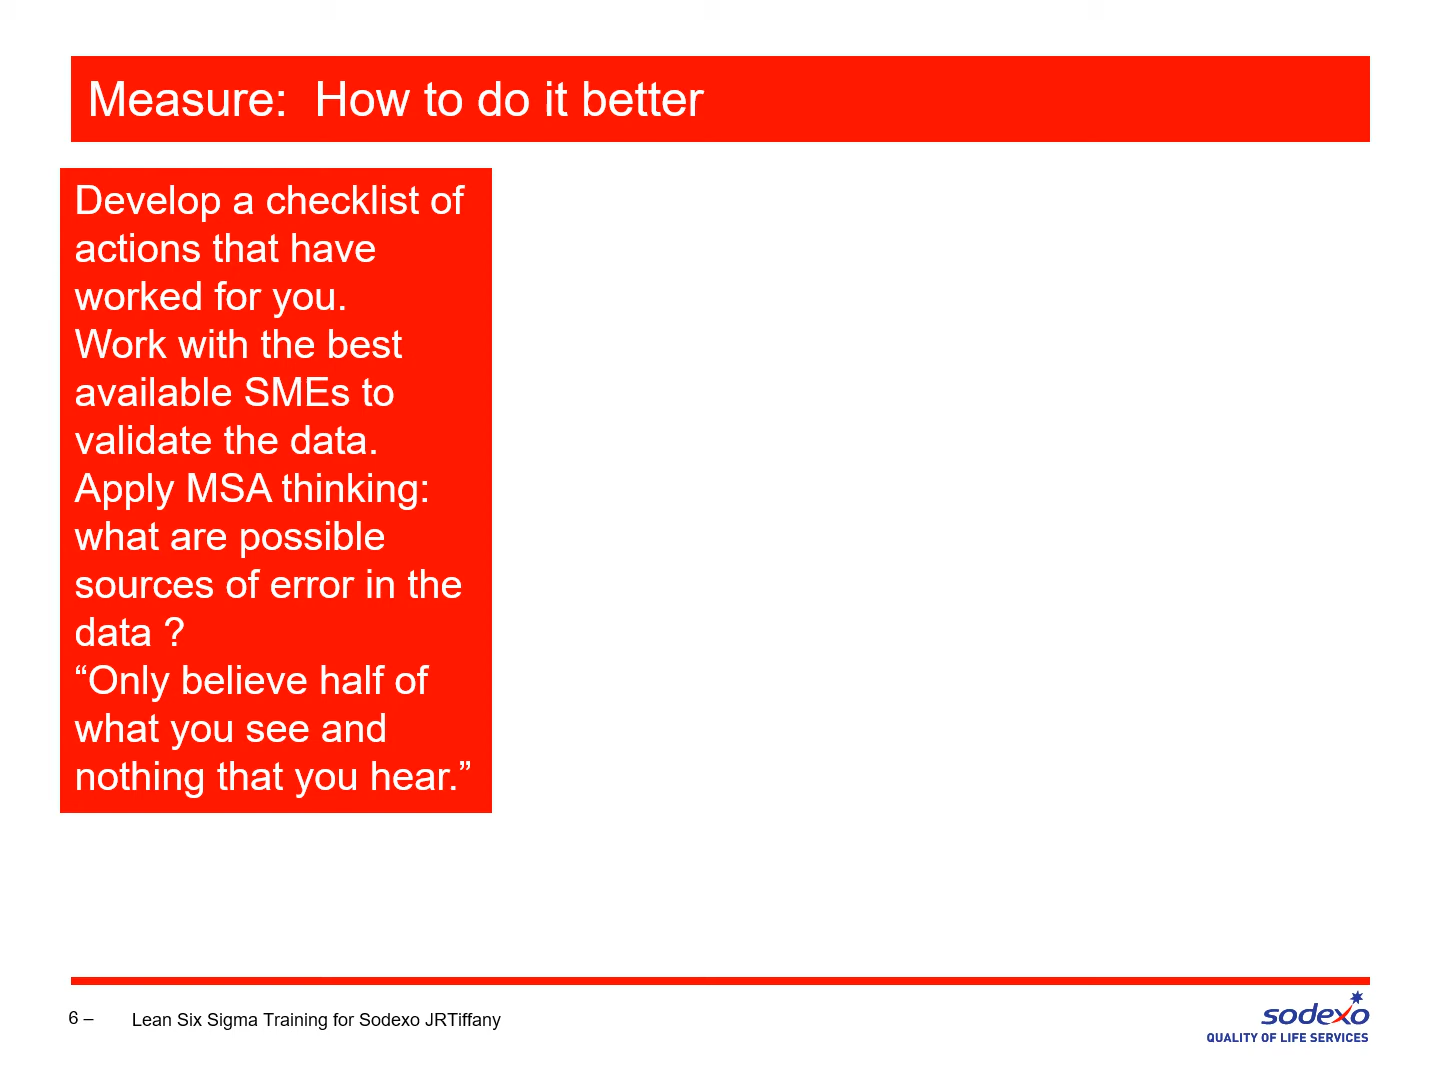 Measure:  How to do it better
Develop a checklist of
actions that have
worked for you.
Work with the best
available SMEs to
validate the data.
Apply MSA thinking:
what are possible
sources of error in the
data ?
“Only believe half of
what you see and
nothing that you hear.”
6 –
Lean Six Sigma Training for Sodexo JRTiffany
sodexo
QUALITY OF LIFE SERVICES